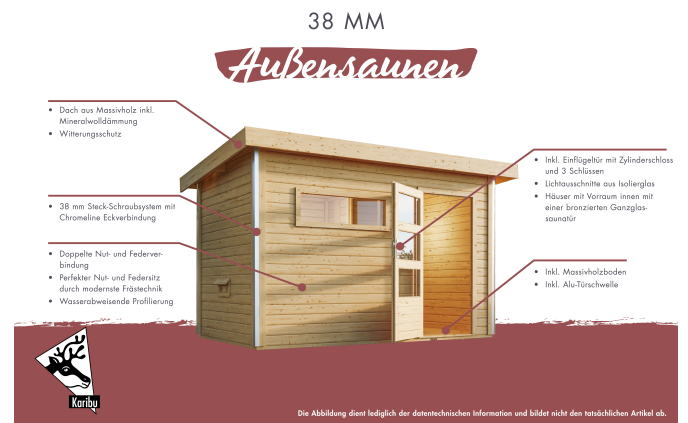 38 MM
Außensaunen
• Dach aus Massivholz inkl.
Mineralwolldämmung
• Witterungsschutz
• 38 mm Steck-Schraubsystem mit
Chromeline Eckverbindung
• Doppelte Nut- und Federver-
bindung
• Perfekter Nut- und Federsitz
durch modernste Frästechnik
• Wasserabweisende Profilierung
• Inkl. Einflügeltür mit Zylinderschloss
und 3 Schlüssen
• Lichtausschnitte aus Isolierglas
• Häuser mit Vorraum innen mit
einer bronzierten Ganzglas-
saunatür
• Inkl. Massivholzboden
• Inkl. Alu-Türschwelle
Karibu
Die Abbildung dient lediglich der datentechnischen Information und bildet nicht den tatsächlichen Artikel ab.